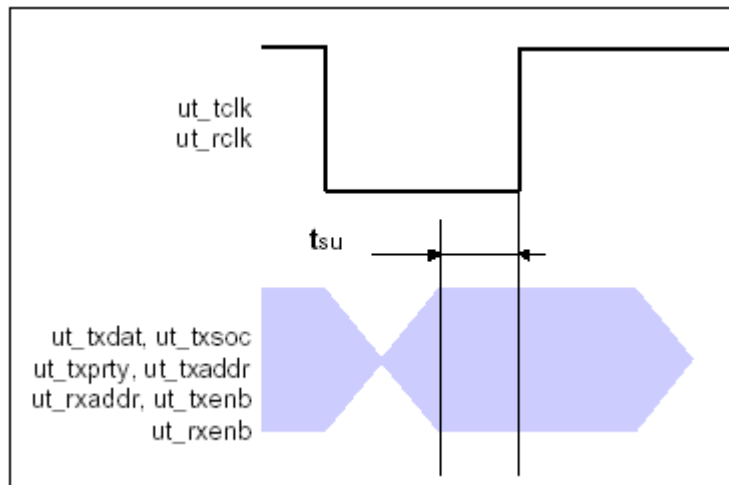 ut_tclk
ut_rclk
tsu
ut_txdat, ut_txsoc
ut_txprty, ut_txaddr
ut_rxaddr, ut_txenb
ut_rxenb